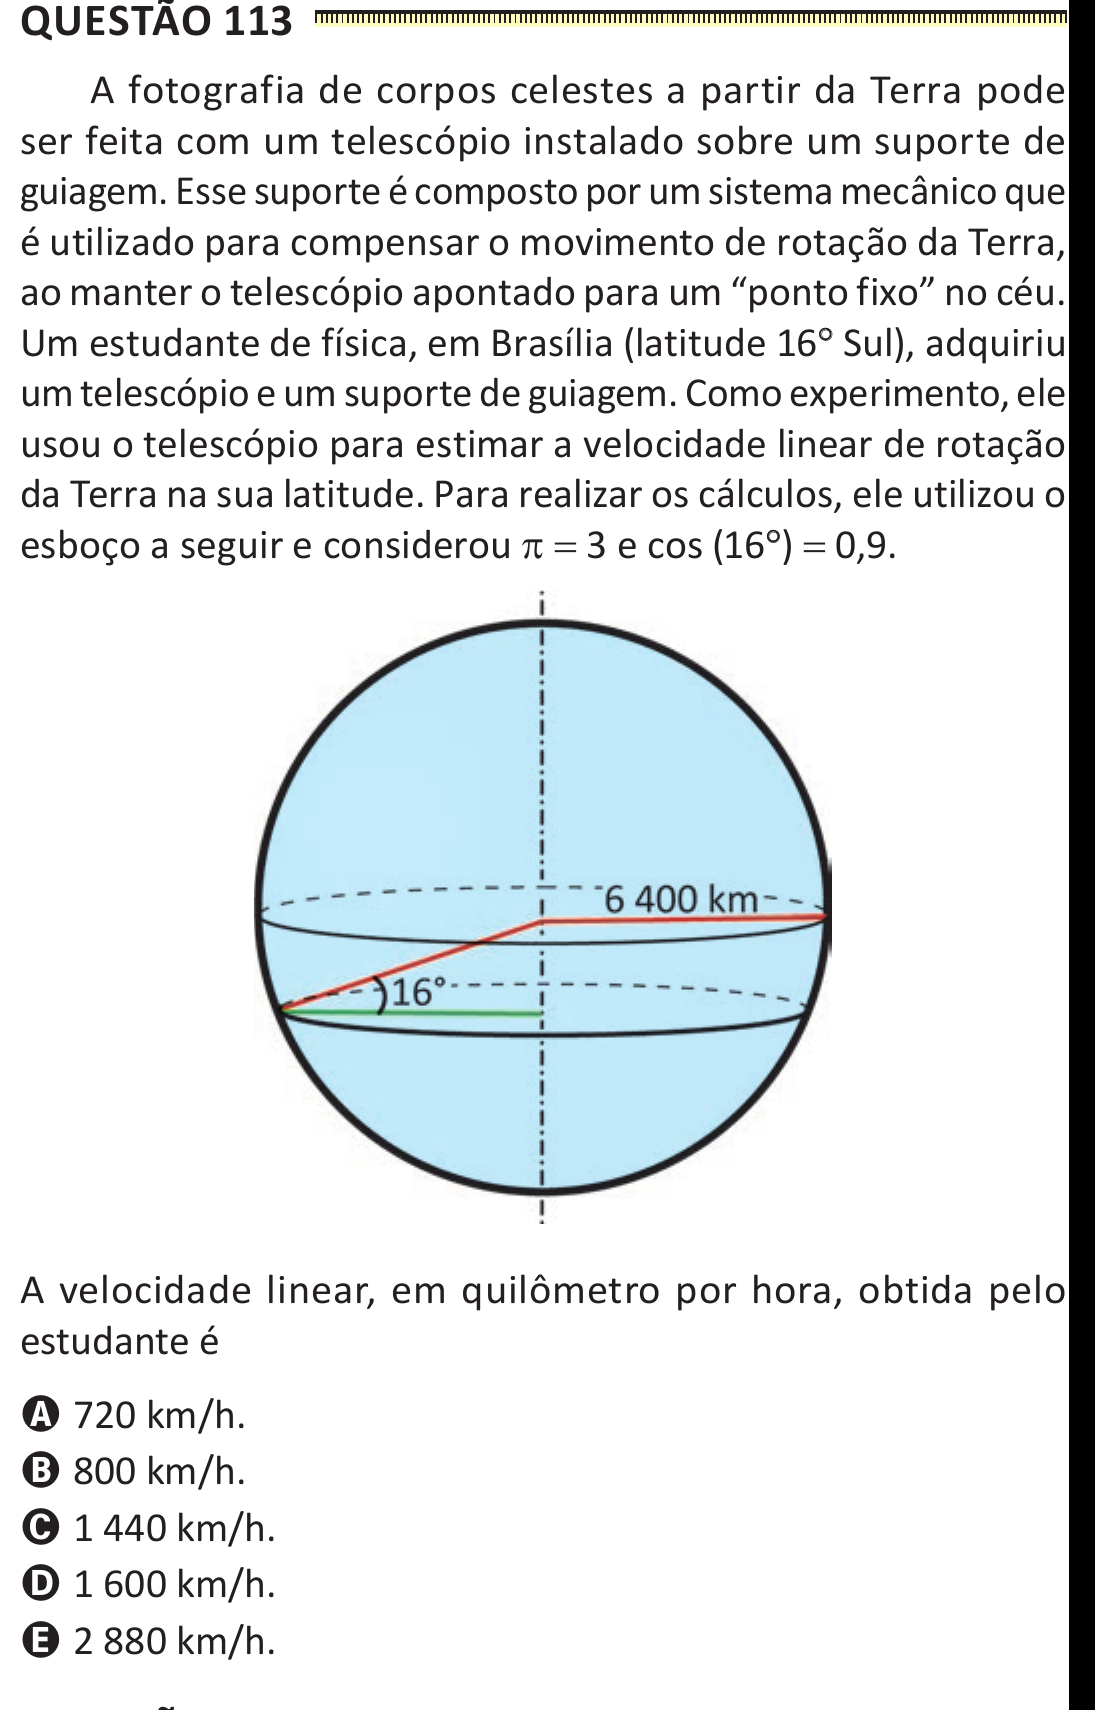 QUESTÃO 113
A fotografia de corpos celestes a partir da Terra pode
ser feita com um telescópio instalado sobre um suporte de
guiagem. Esse suporte é composto por um sistema mecânico que
é utilizado para compensar o movimento de rotação da Terra,
ao manter o telescópio apontado para um “ponto fixo” no céu.
Um estudante de física, em Brasília (latitude 16° Sul), adquiriu
um telescópio e um suporte de guiagem. Como experimento, ele
usou o telescópio para estimar a velocidade linear de rotação
da Terra na sua latitude. Para realizar os cálculos, ele utilizou o
esboço a seguir e considerou π = 3 e cos (16°) = 0,9.
6 400 km
16°
A velocidade linear, em quilômetro por hora, obtida pelo
estudante é
A 720 km/h.
B 800 km/h.
C 1 440 km/h.
D 1 600 km/h.
E 2 880 km/h.